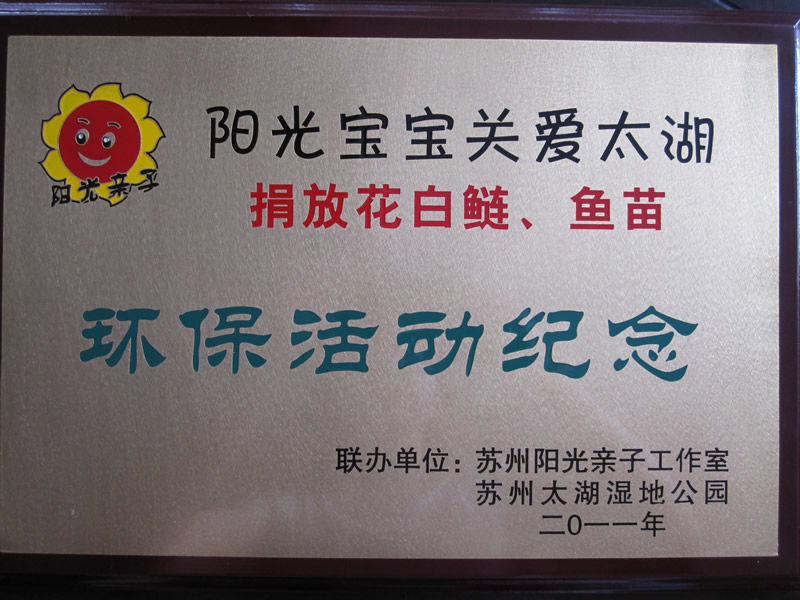 阳光亲子
阳光宝宝关爱太湖
捐放花白鲢、鱼苗
环保活动纪念
联办单位：苏州阳光亲子工作室
苏州太湖湿地公园
二0一一年